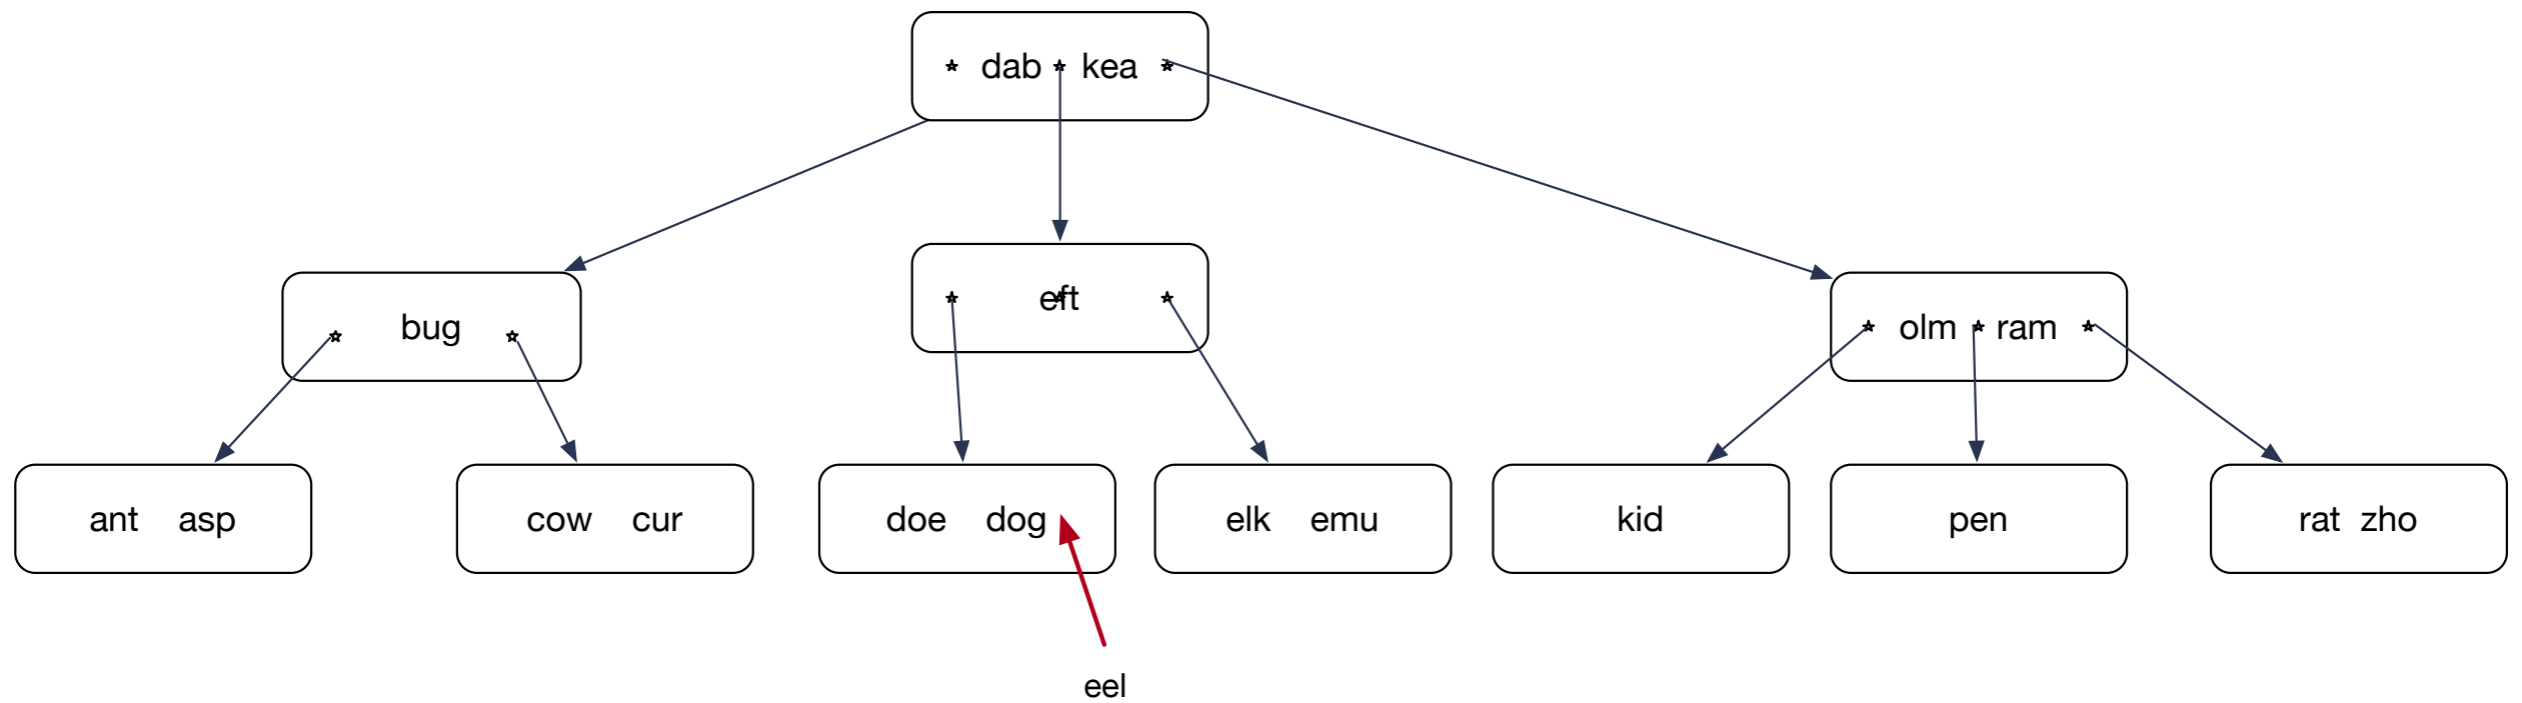 dab kea
bug
eft
olm ram
ant asp
cow cur
doe dog
elk emu
kid
pen
rat zho
eel